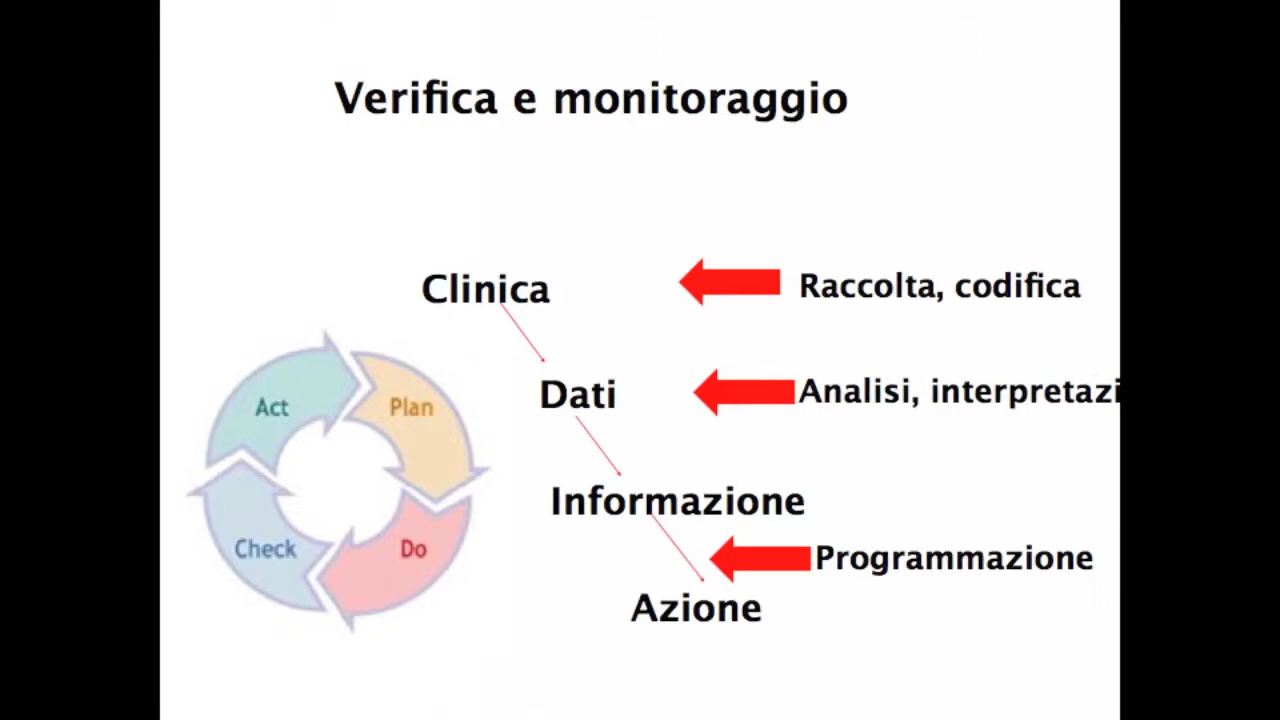 Verifica e monitoraggio
Clinica
Raccolta, codifica
Dati
Analisi, interpretazi
Act
Plan
Informazione
Check
Do
Programmazione
Azione